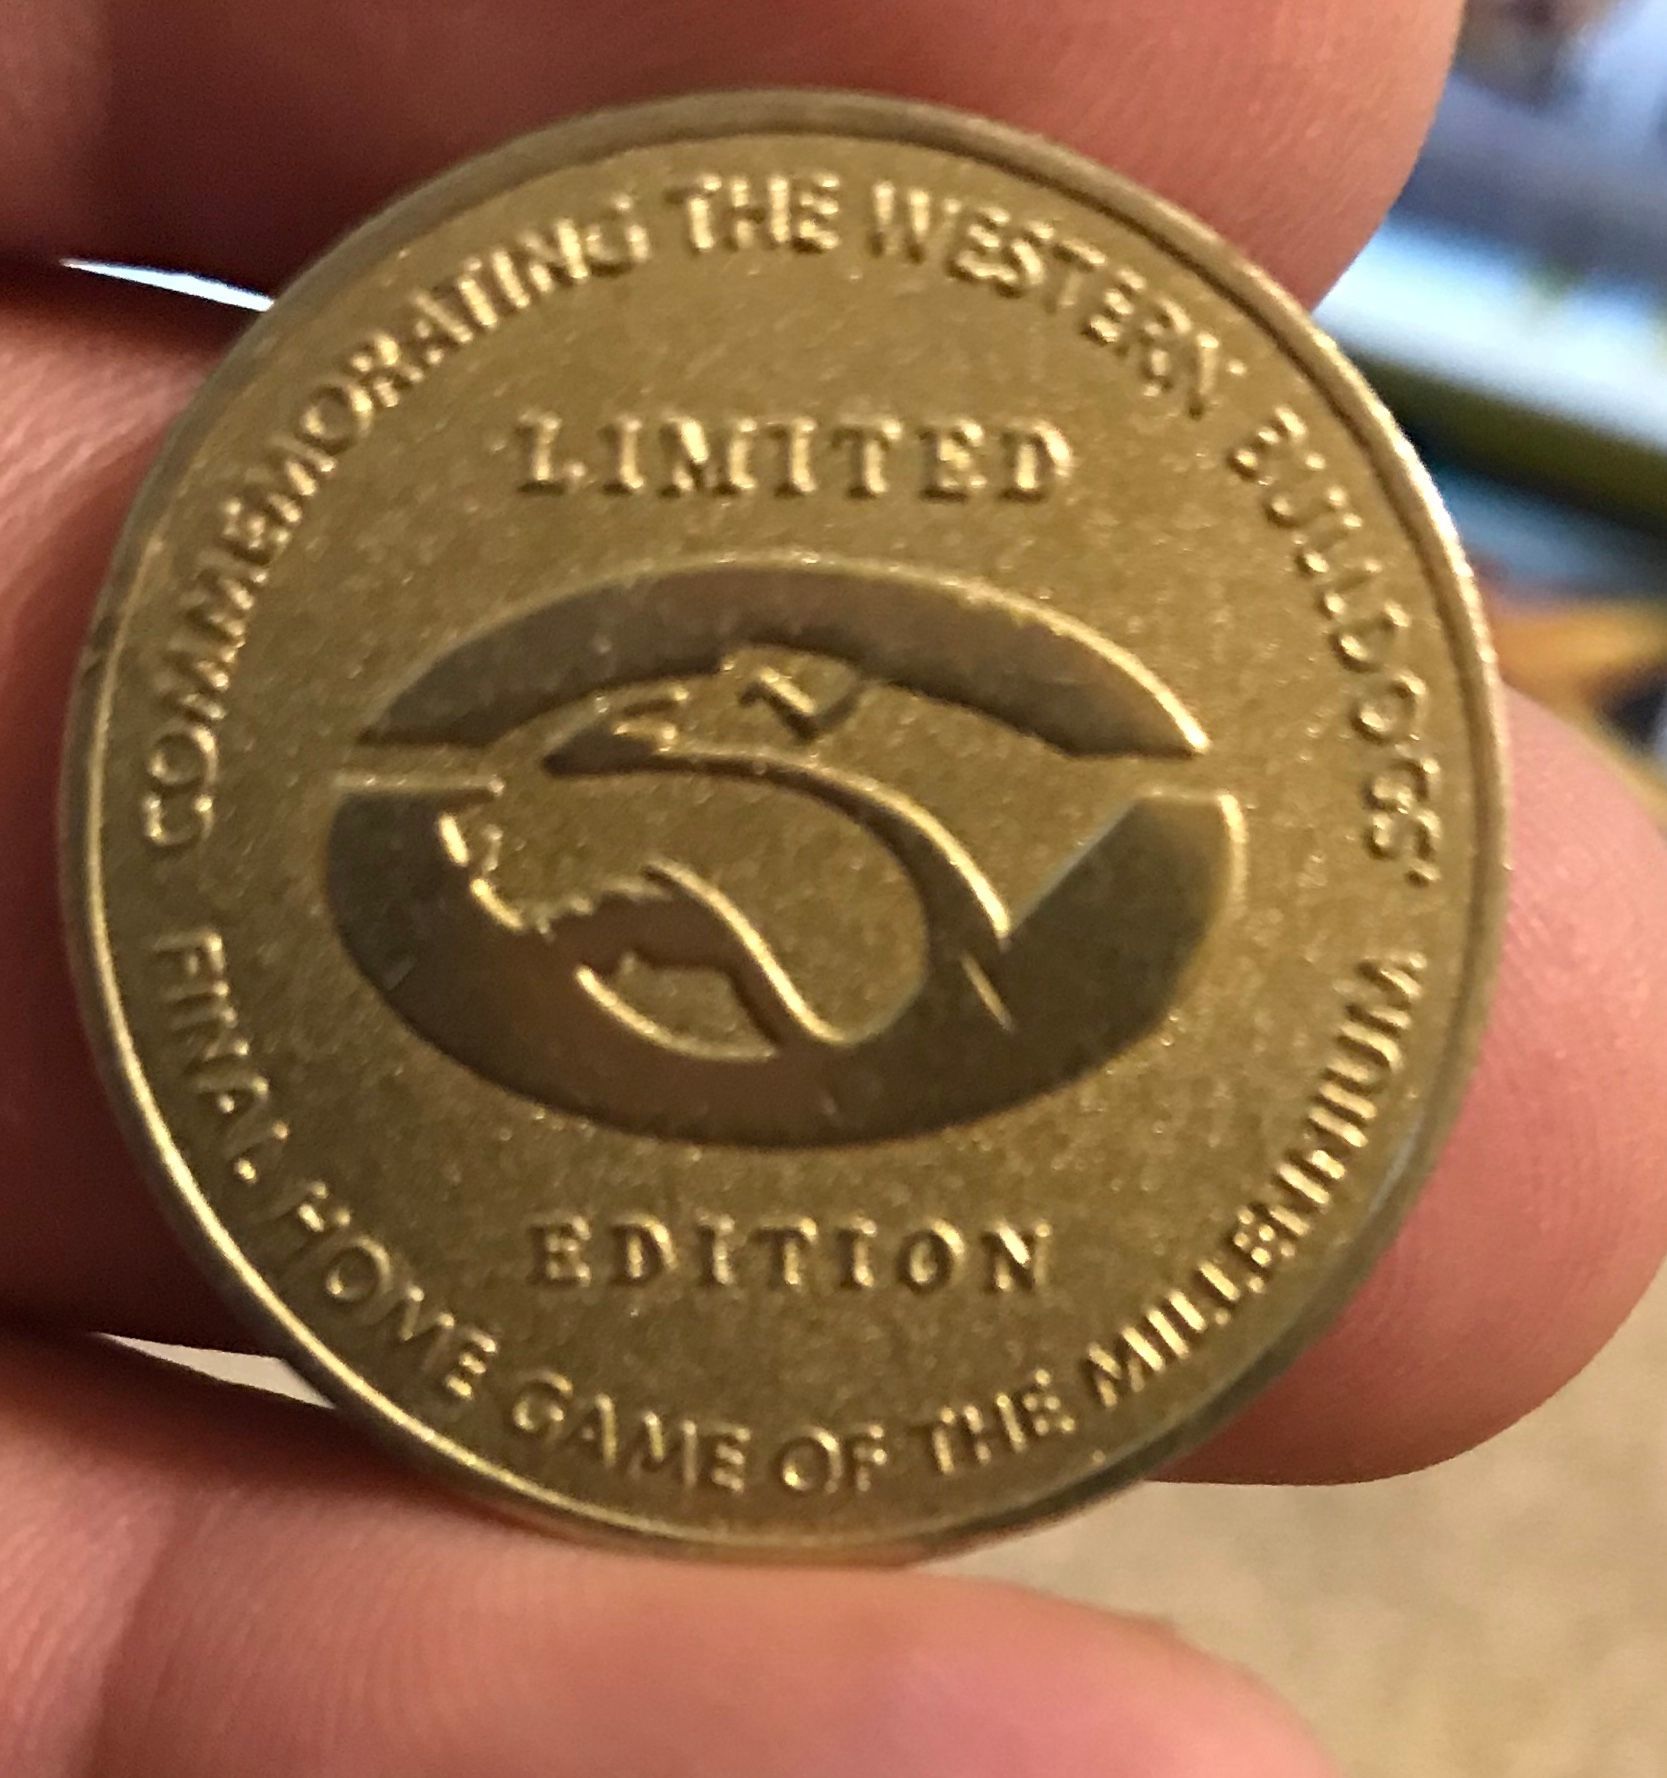 COMMEMORATING THE WESTERN BULLDOGS'
LIMITED
EDITION
FINAL HOME GAME OF THE MILLENNIUM